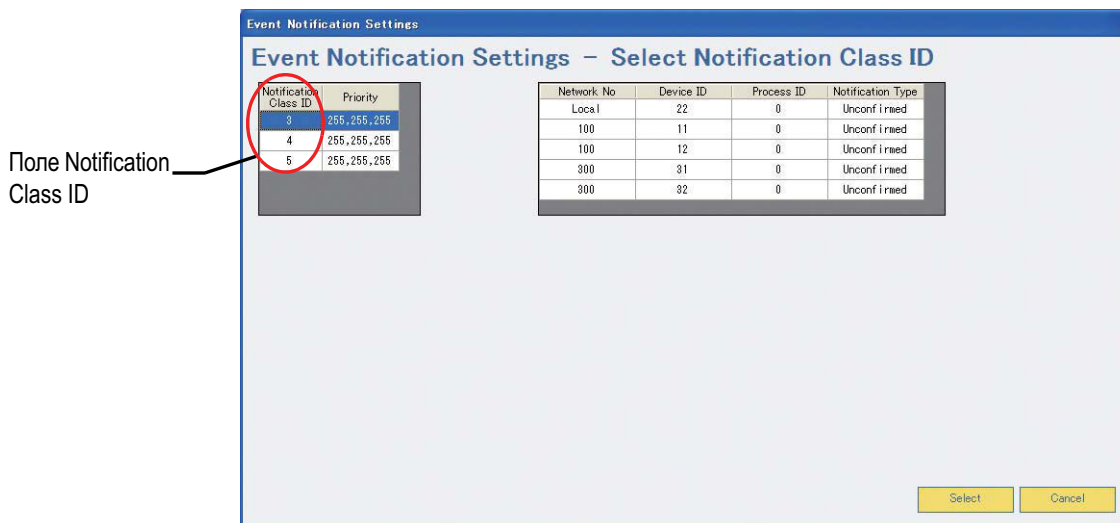 Event Notification Settings
Event Notification Settings - Select Notification Class ID
Notification Class ID Priority
3 255,255,255
4 255,255,255
5 255,255,255
Network No Device ID Process ID Notification Type
Local 22 0 Unconfirmed
100 11 0 Unconfirmed
100 12 0 Unconfirmed
300 31 0 Unconfirmed
300 32 0 Unconfirmed
Поле Notification
Class ID
Select Cancel